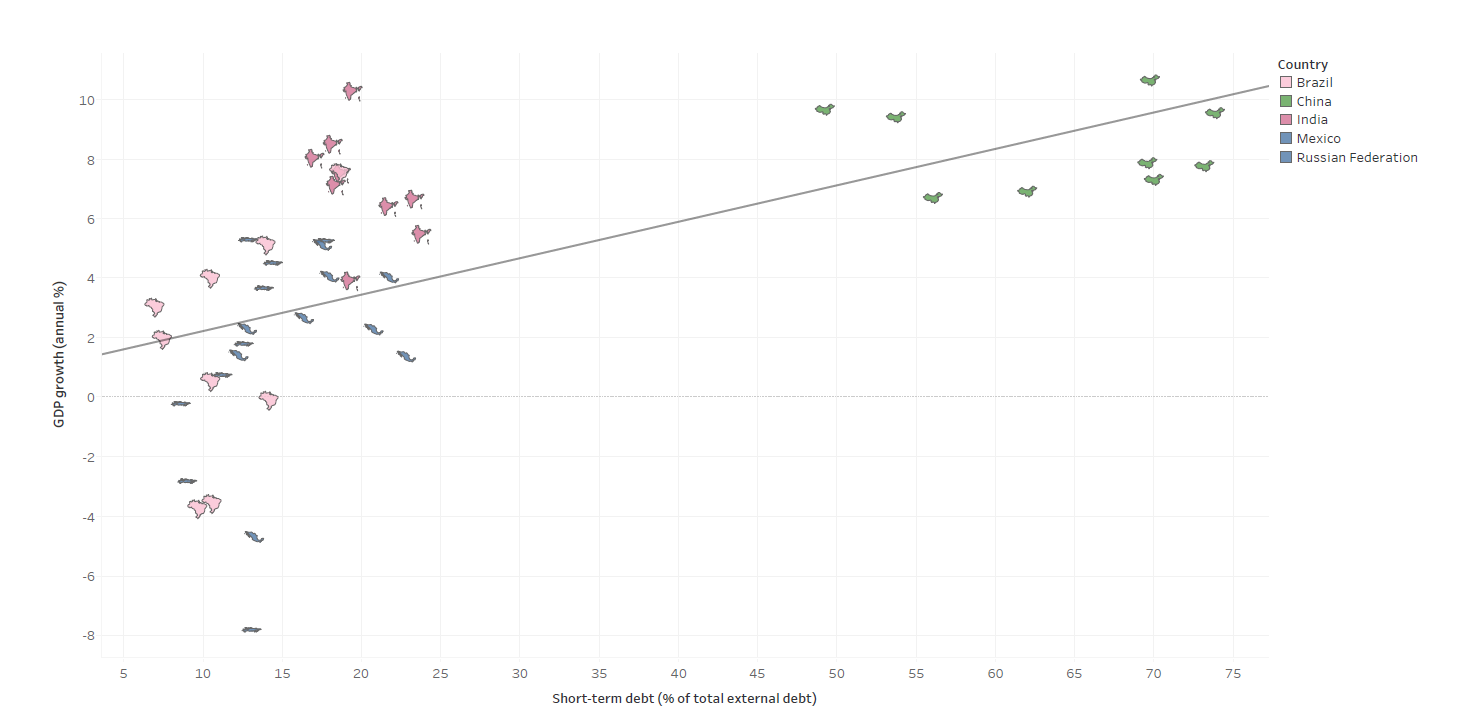 Country
Brazil
China
India
Mexico
Russian Federation
GDP growth (annual %)
10
8
6
4
2
0
-2
-4
-6
-8
5 10 15 20 25 30 35 40 45 50 55 60 65 70 75
Short-term debt (% of total external debt)